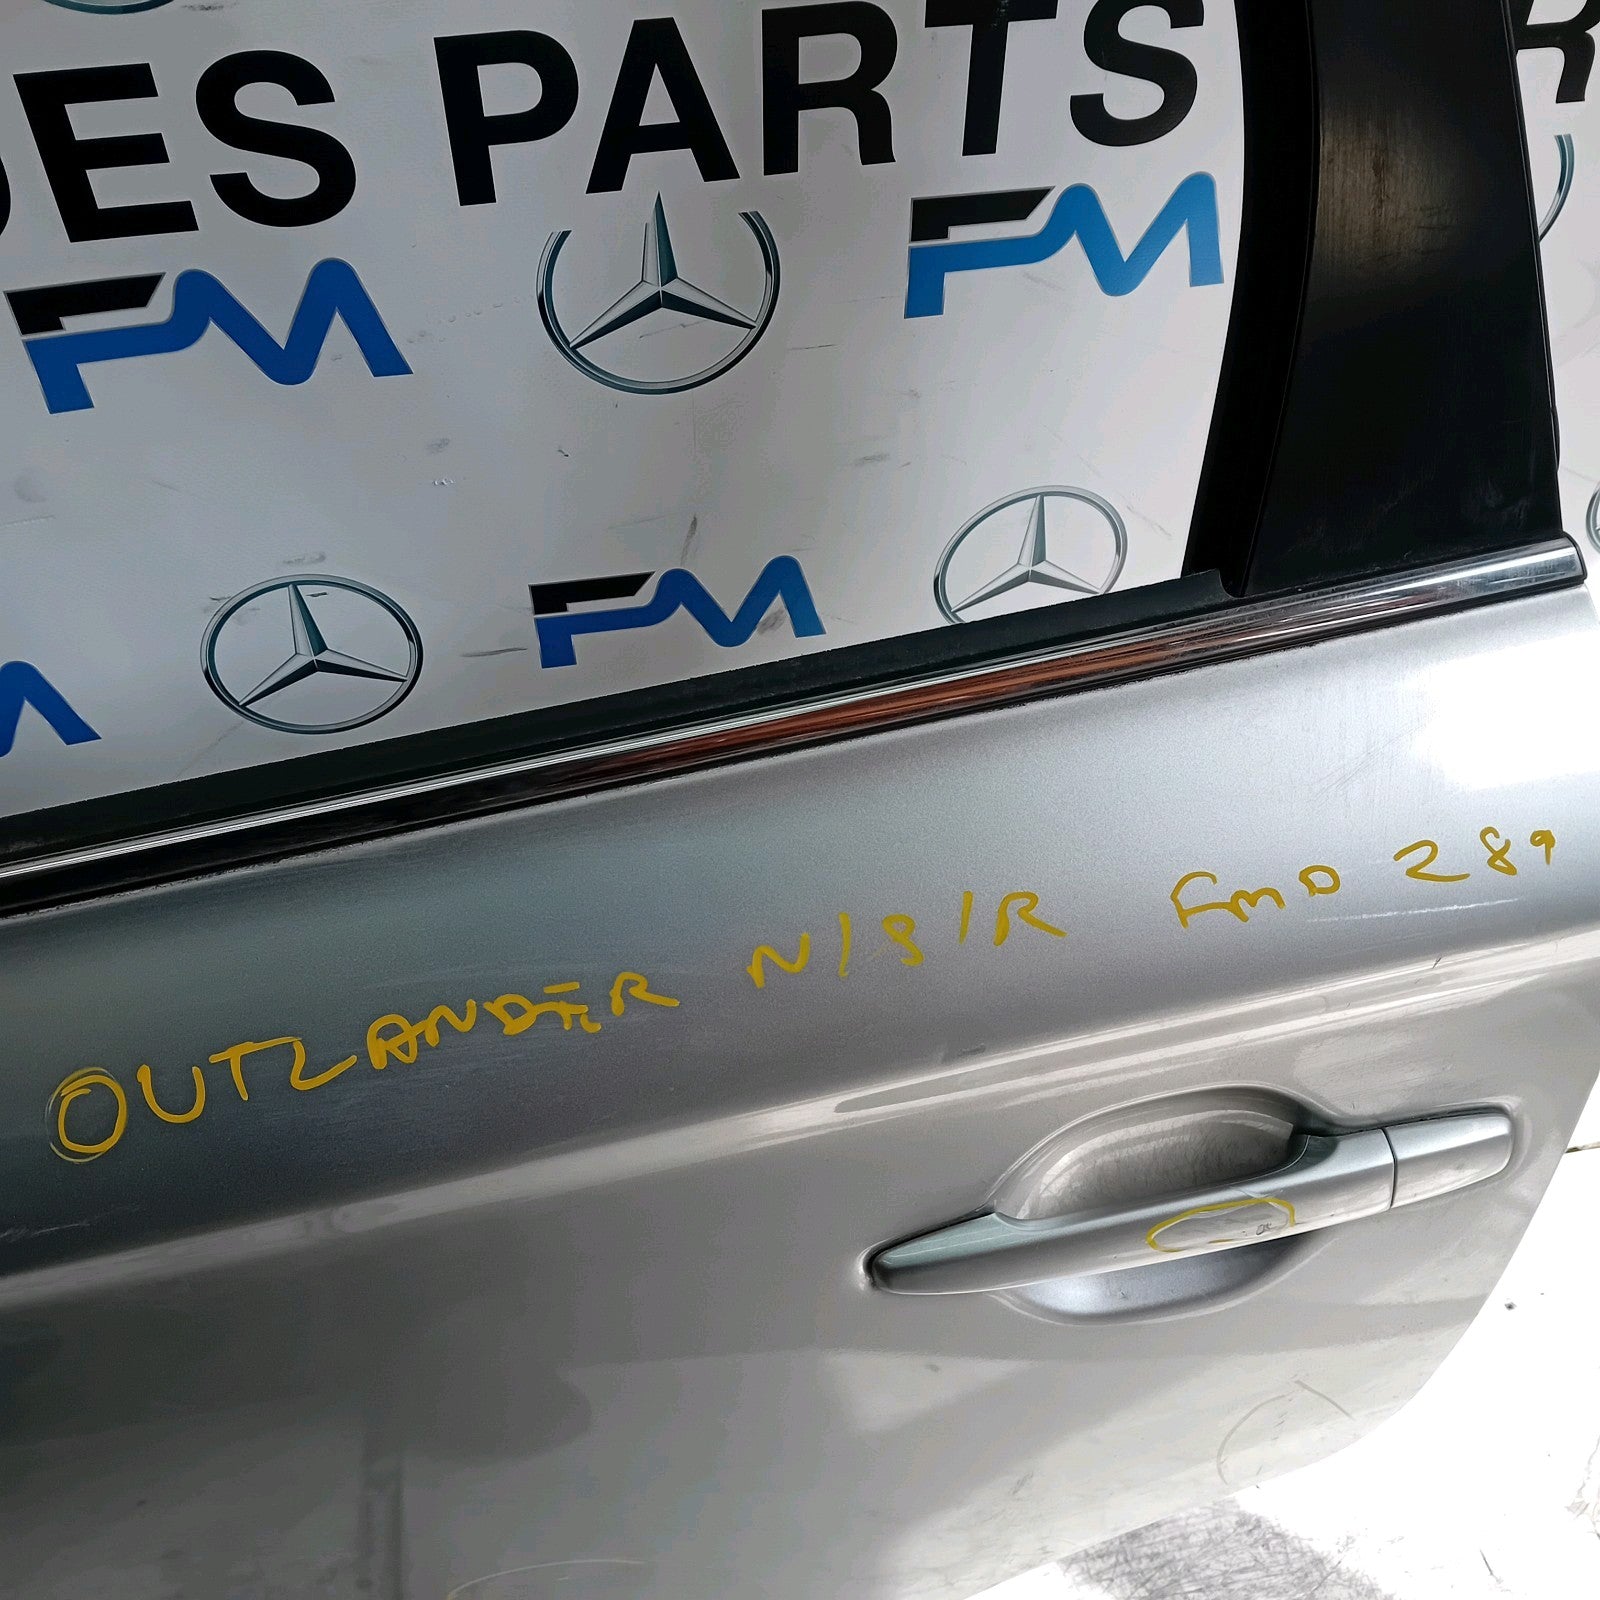 DES PARTS R
FM FM
FM
OUTLANDER N/S/R FMD 289